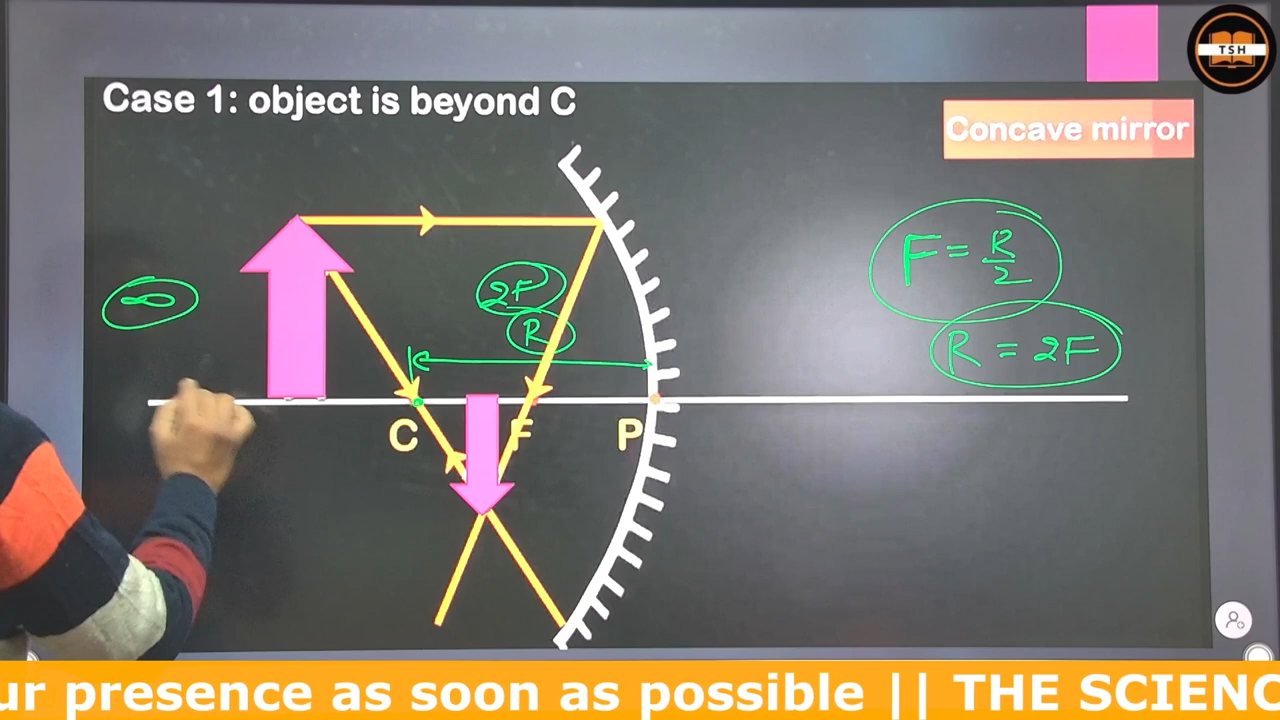 TSH
Case 1: object is beyond C
Concave mirror
F = R/2
∞
2F
R
R = 2F
C
F
P
ur presence as soon as possible || THE SCIENC